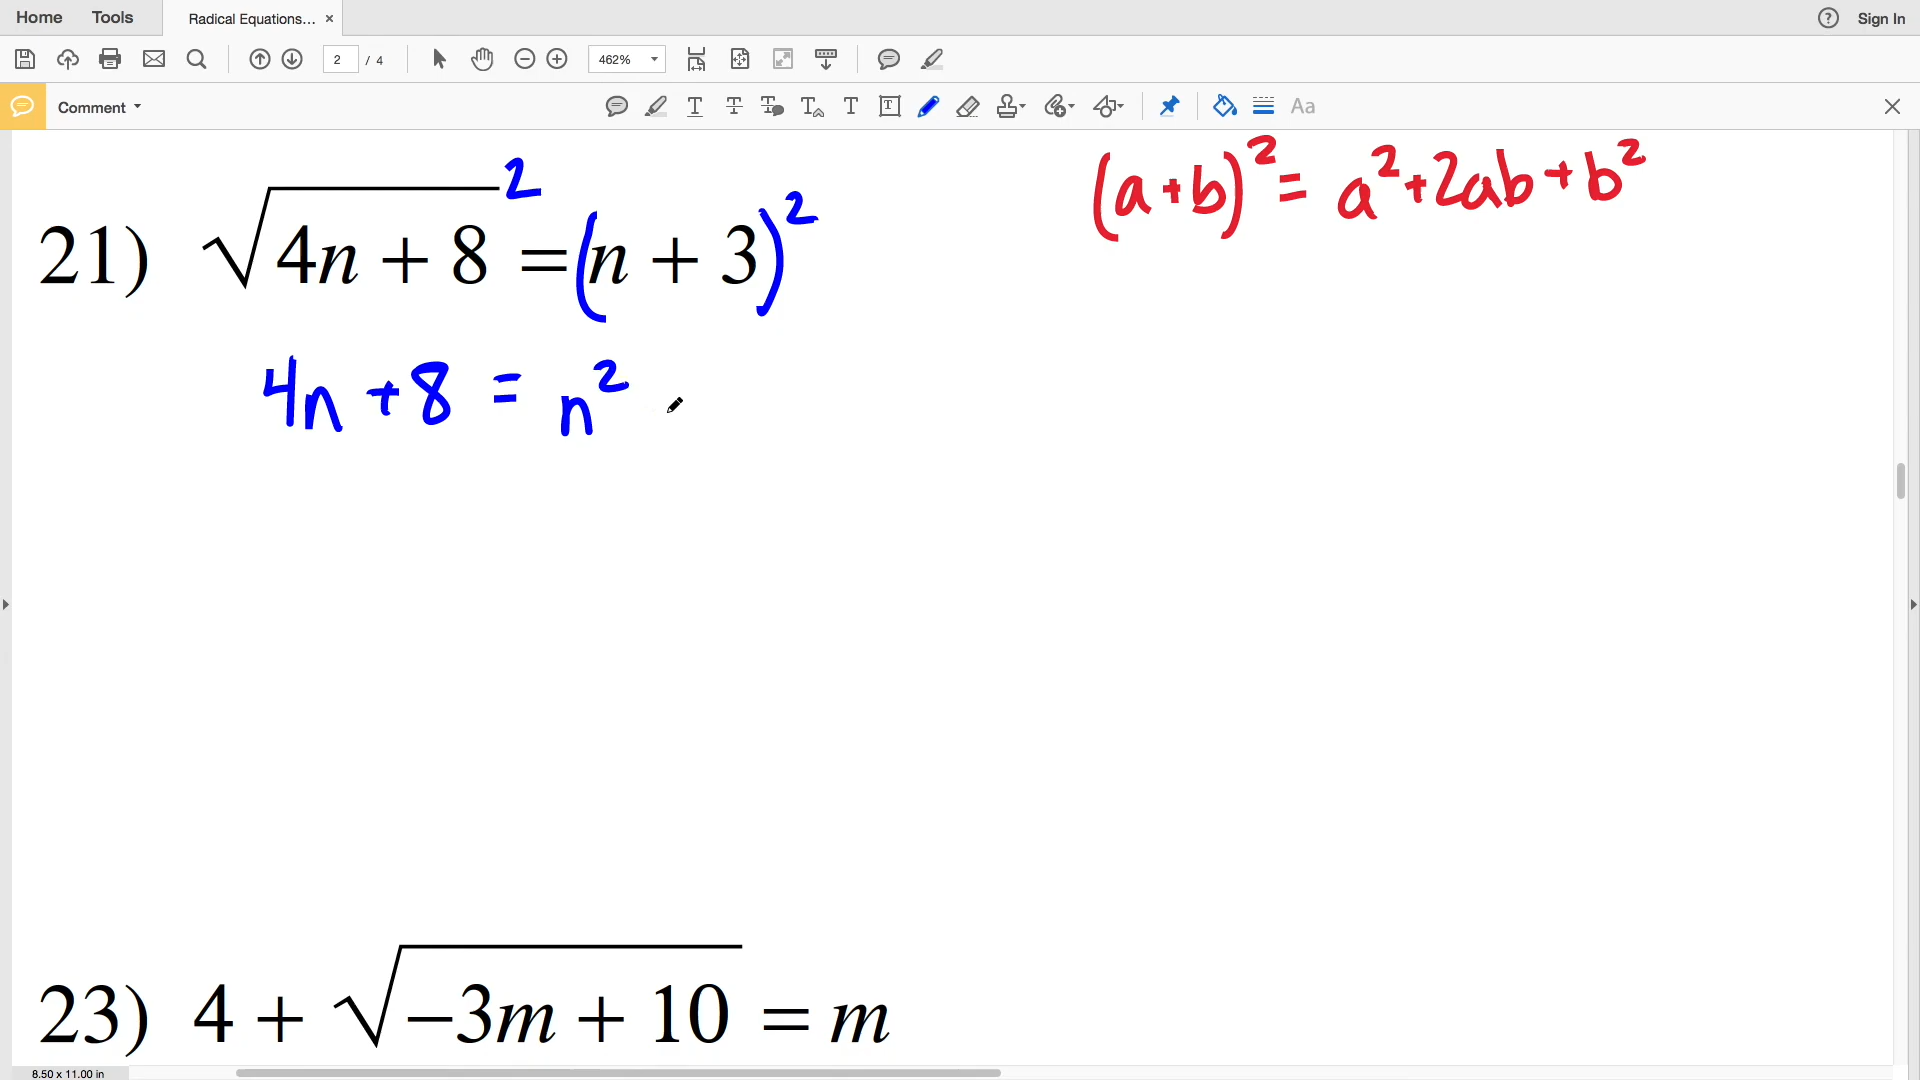 Home Tools Radical Equations... × ? Sign In
2 / 4 462%
Comment T T T T T T Aa ×
(a+b)² = a²+2ab+b²
21) √4n + 8² = (n + 3)²
4n +8 = n²
23) 4 + √−3m + 10 = m
8.50 x 11.00 in